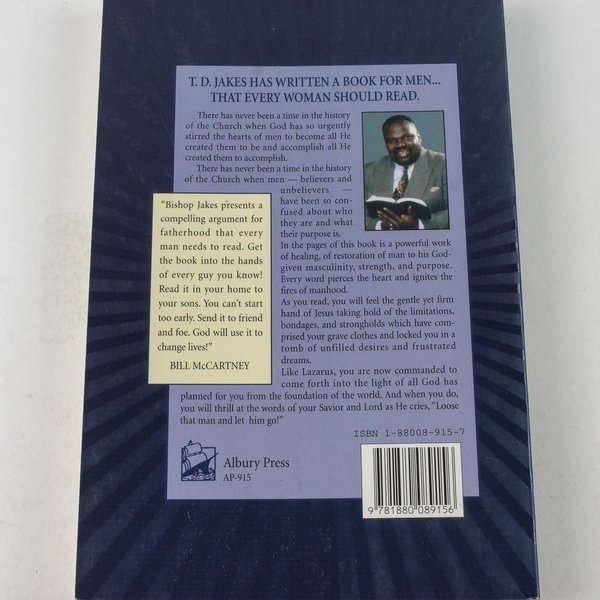 T. D. JAKES HAS WRITTEN A BOOK FOR MEN...
THAT EVERY WOMAN SHOULD READ.
There has never been a time in the history
of the Church when God has so urgently
stirred the hearts of men to become all He
created them to be and accomplish all He
created them to accomplish.
There has never been a time in the history
of the Church when men — believers and
unbelievers —
have been so con-
fused about who
they are and what
their purpose is.
In the pages of this book is a powerful work
of healing, of restoration of man to his God-
given masculinity, strength, and purpose.
Every word pierces the heart and ignites the
fires of manhood.
As you read, you will feel the gentle yet firm
hand of Jesus taking hold of the limitations,
bondages, and strongholds which have com-
prised your grave clothes and locked you in a
tomb of unfilled desires and frustrated
dreams.
Like Lazarus, you are now commanded to
come forth into the light of all God has
planned for you from the foundation of the world. And when you do,
you will thrill at the words of your Savior and Lord as He cries, "Loose
that man and let him go!"
"Bishop Jakes presents a
compelling argument for
fatherhood that every
man needs to read. Get
the book into the hands
of every guy you know!
Read it in your home to
your sons. You can't start
too early. Send it to friend
and foe. God will use it to
change lives!"
BILL McCARTNEY
ISBN 1-88008-915-7
Albury Press
AP-915
9 781880 089156